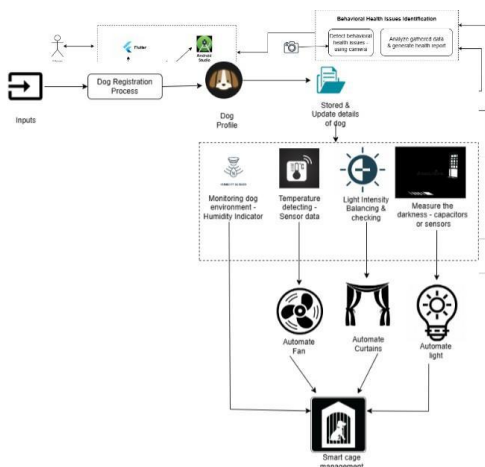 Behavioral Health Issues Identification
Detect behavioral
health issues -
using camera
Analyze gathered data
& generate health report
Flutter
Android
Studio
Dog Registration
Process
Inputs
Dog
Profile
Stored &
Update details
of dog
Monitoring dog
environment -
Humidity Indicator
Temperature
detecting -
Sensor data
Light Intensity
Balancing &
checking
Measure the
darkness - capacitors
or sensors
Automate
Fan
Automate
Curtains
Automate
light
Smart cage
management